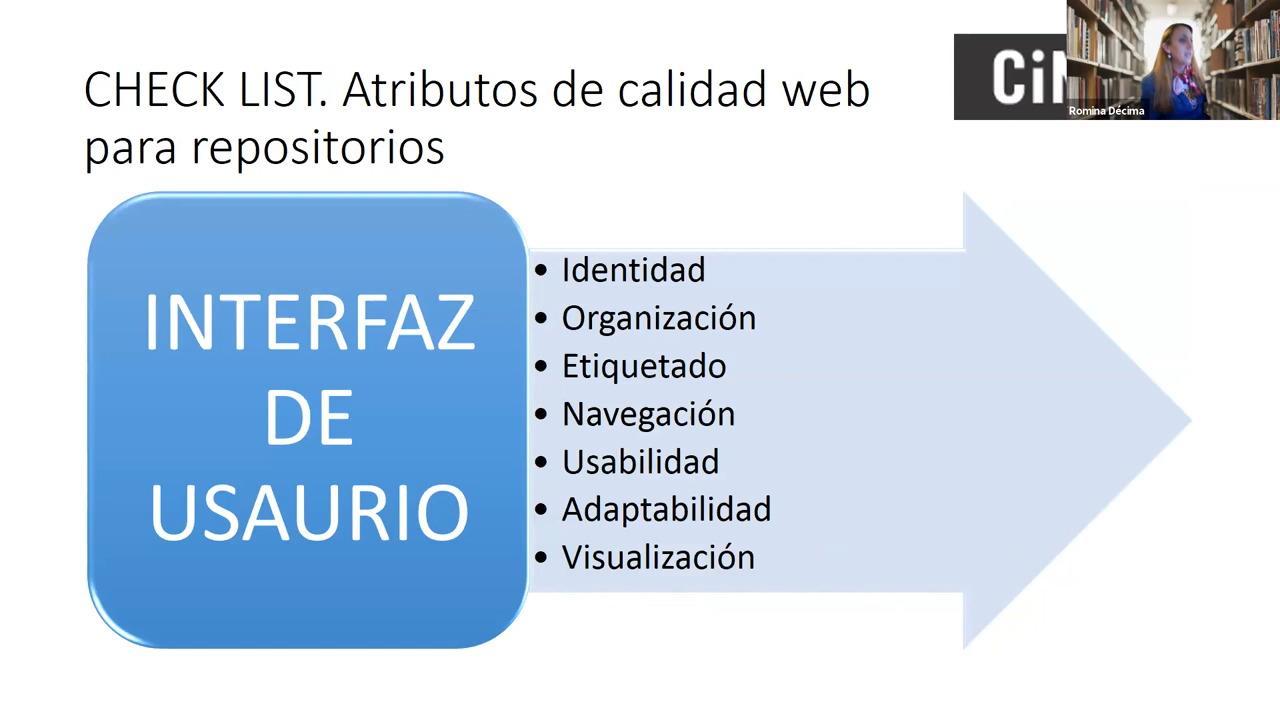 CHECK LIST. Atributos de calidad web
para repositorios
Romina Décima
INTERFAZ
DE
USAURIO
• Identidad
• Organización
• Etiquetado
• Navegación
• Usabilidad
• Adaptabilidad
• Visualización